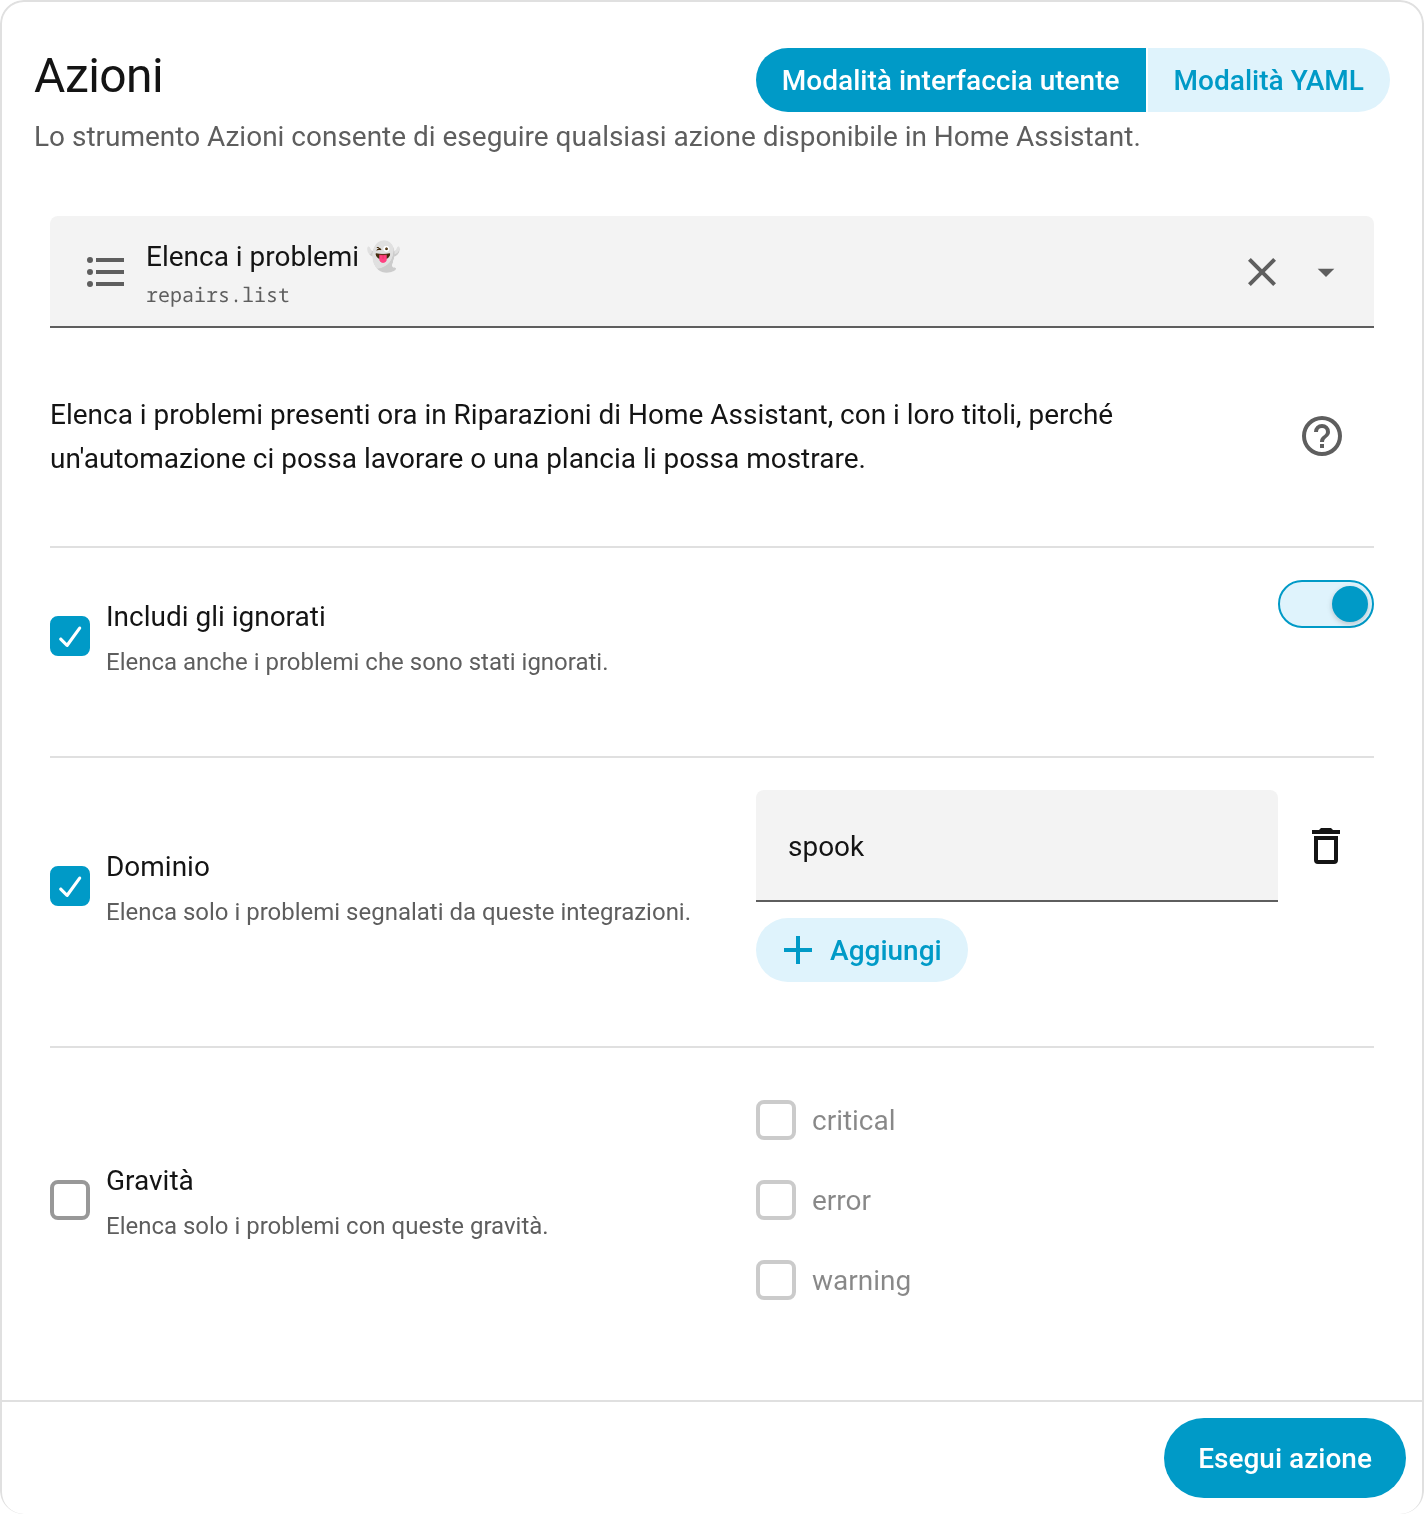 Azioni
Modalità interfaccia utente
Modalità YAML
Lo strumento Azioni consente di eseguire qualsiasi azione disponibile in Home Assistant.
Elenca i problemi 👻
repairs.list
Elenca i problemi presenti ora in Riparazioni di Home Assistant, con i loro titoli, perché
un'automazione ci possa lavorare o una plancia li possa mostrare.
Includi gli ignorati
Elenca anche i problemi che sono stati ignorati.
Dominio
Elenca solo i problemi segnalati da queste integrazioni.
spook
Aggiungi
Gravità
Elenca solo i problemi con queste gravità.
critical
error
warning
Esegui azione